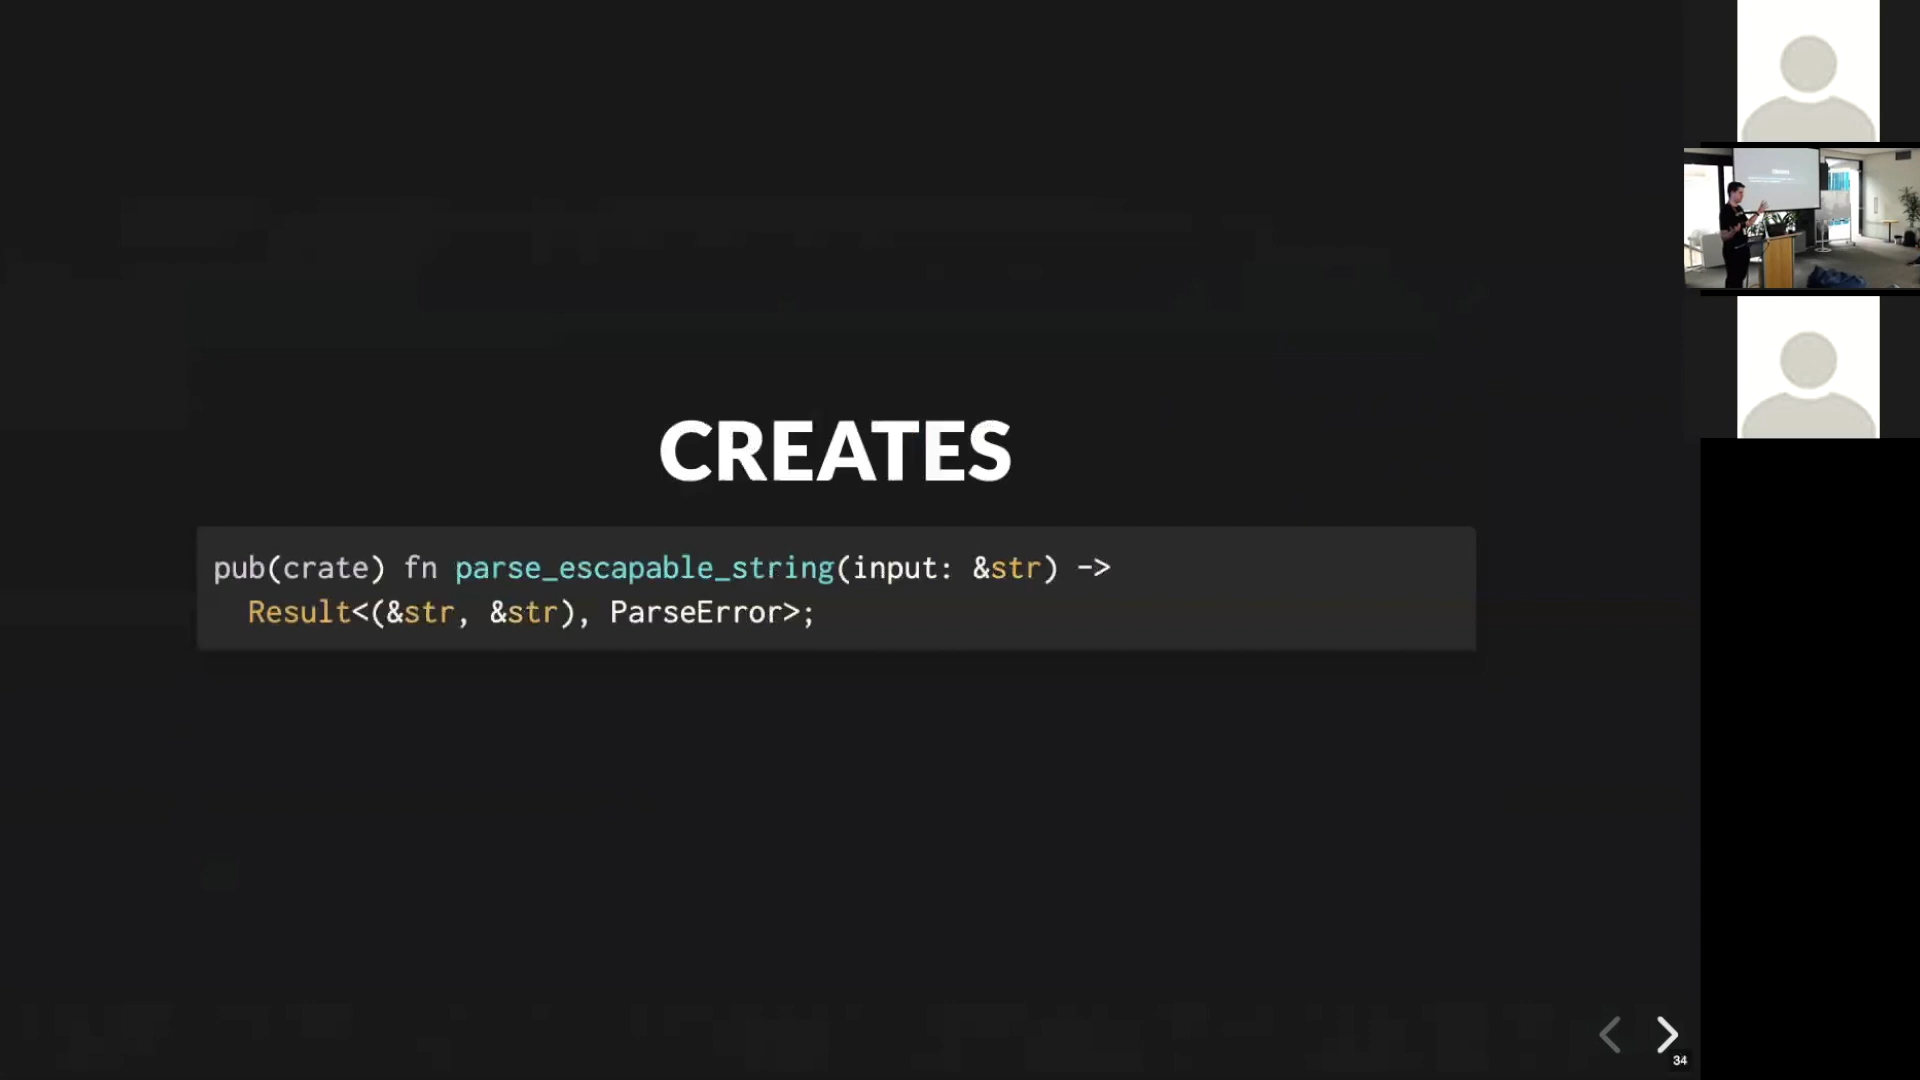 CREATES
pub(crate) fn parse_escapable_string(input: &str) ->
Result<(&str, &str), ParseError>;
34